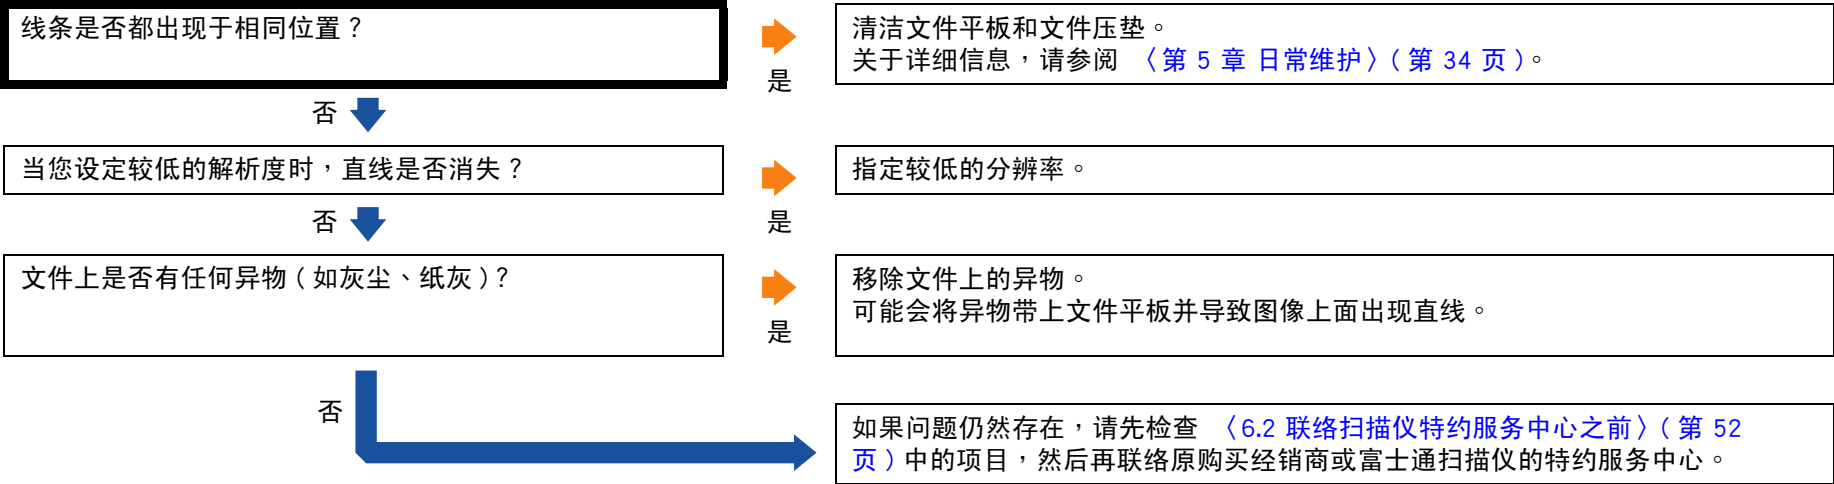 线条是否都出现于相同位置？
是
清洁文件平板和文件压垫。
关于详细信息，请参阅 〈第 5 章 日常维护〉( 第 34 页 )。
否
当您设定较低的解析度时，直线是否消失？
是
指定较低的分辨率。
否
文件上是否有任何异物 ( 如灰尘、纸灰 )？
是
移除文件上的异物。
可能会将异物带上文件平板并导致图像上面出现直线。
否
如果问题仍然存在，请先检查 〈6.2 联络扫描仪特约服务中心之前〉( 第 52
页 ) 中的项目，然后再联络原购买经销商或富士通扫描仪的特约服务中心。